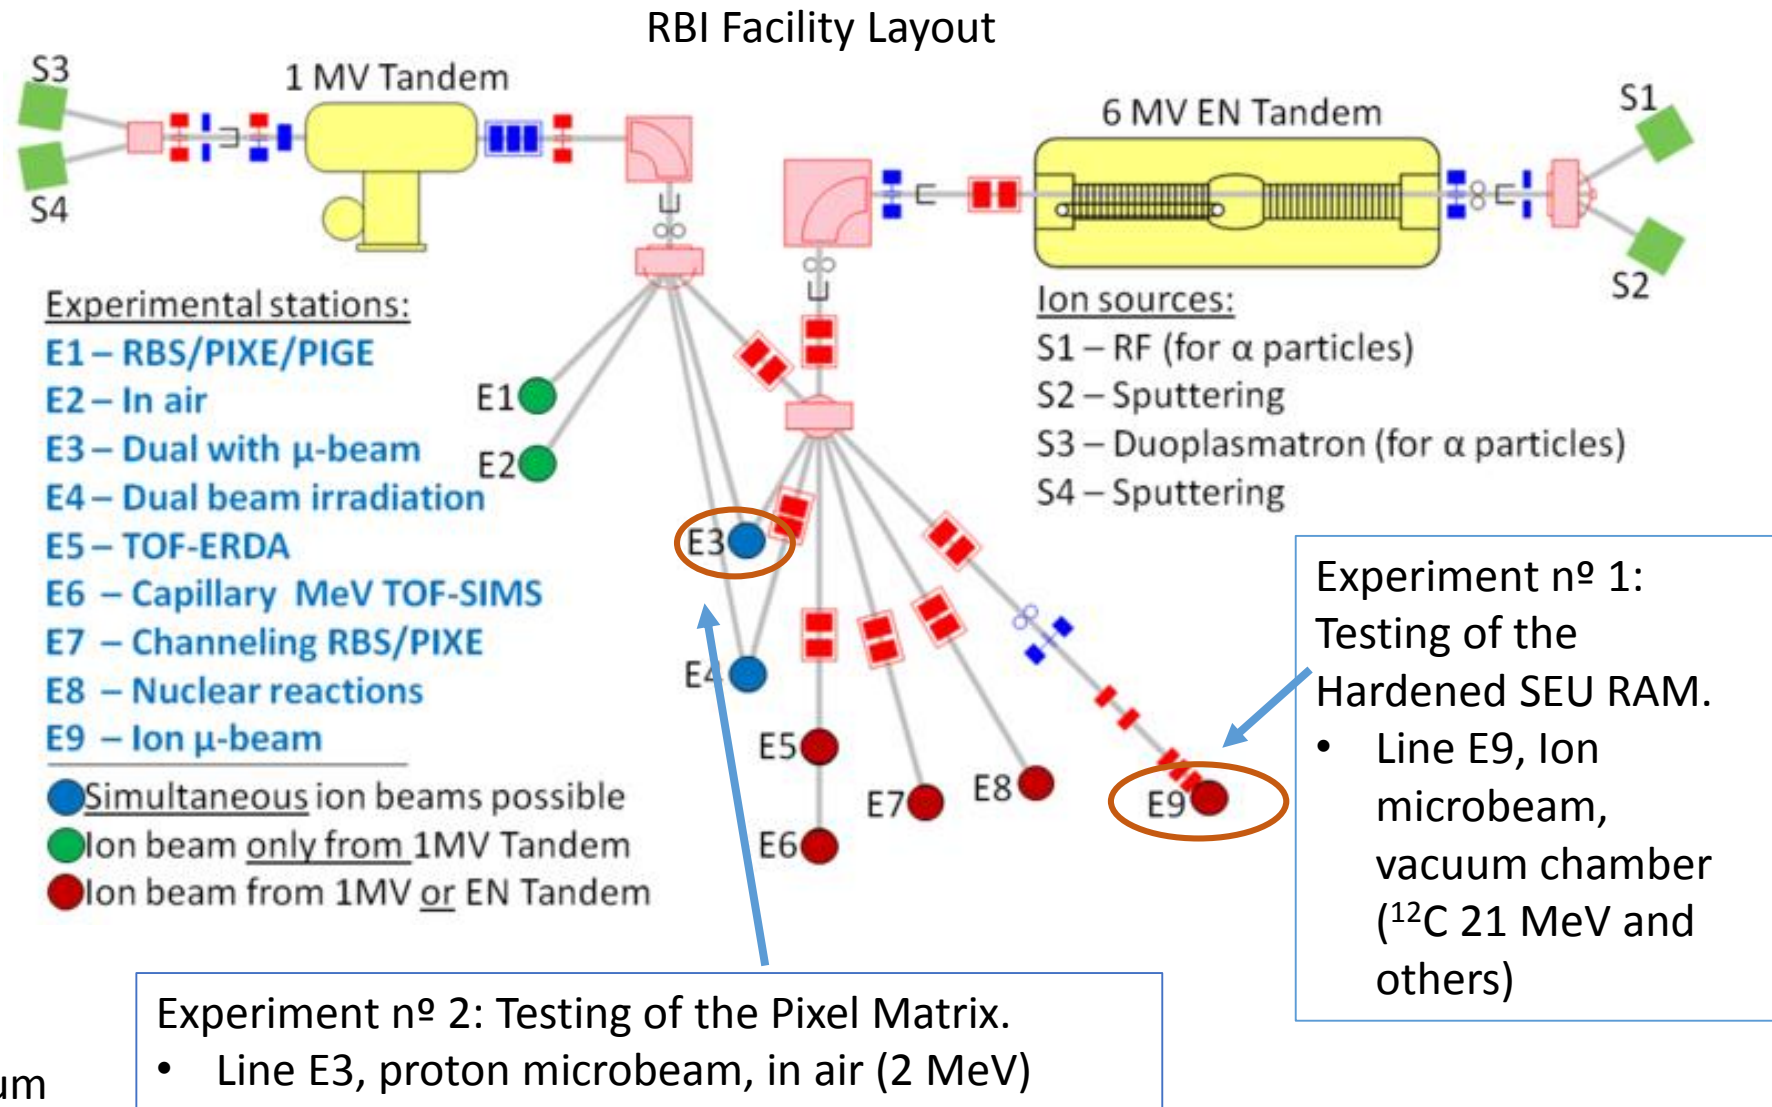 RBI Facility Layout
S3
1 MV Tandem
S4
6 MV EN Tandem
S1
S2
Experimental stations:
E1 – RBS/PIXE/PIGE
E2 – In air
E3 – Dual with μ-beam
E4 – Dual beam irradiation
E5 – TOF-ERDA
E6 – Capillary MeV TOF-SIMS
E7 – Channeling RBS/PIXE
E8 – Nuclear reactions
E9 – Ion μ-beam
Simultaneous ion beams possible
Ion beam only from 1MV Tandem
Ion beam from 1MV or EN Tandem
Ion sources:
S1 – RF (for α particles)
S2 – Sputtering
S3 – Duoplasmatron (for α particles)
S4 – Sputtering
E1
E2
E3
E4
E5
E6
E7
E8
E9
Experiment nº 1:
Testing of the
Hardened SEU RAM.
• Line E9, Ion
microbeam,
vacuum chamber
(¹²C 21 MeV and
others)
Experiment nº 2: Testing of the Pixel Matrix.
• Line E3, proton microbeam, in air (2 MeV)
um